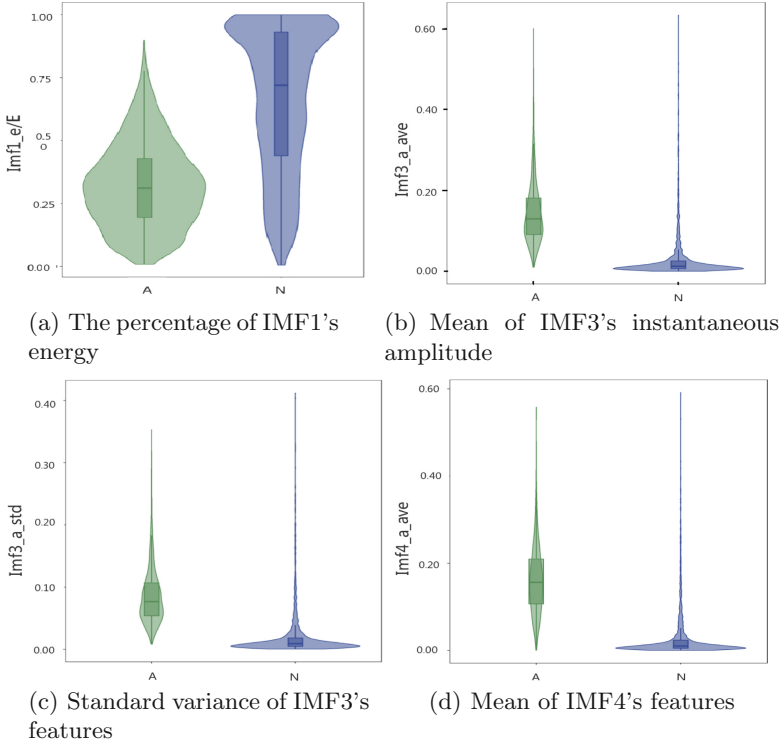 1.00
0.75
0.5
0
0.25
0.00
Imf1_e/E
A
N
(a) The percentage of IMF1's
energy
0.60
0.40
0.20
0.00
Imf3_a_ave
A
N
(b) Mean of IMF3's instantaneous
amplitude
0.40
0.30
0.20
0.10
0.00
Imf3_a_std
A
N
(c) Standard variance of IMF3's
features
0.60
0.40
0.20
0.00
Imf4_a_ave
A
N
(d) Mean of IMF4's features